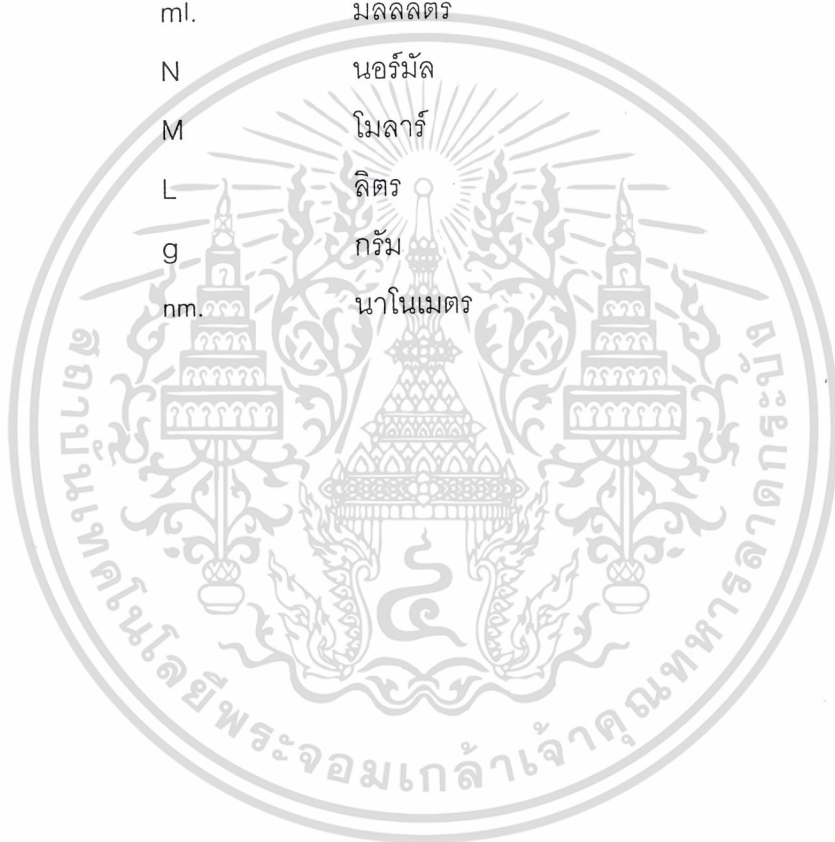 ml. มิลลลิตร
N นอร์มัล
M โมลาร์
L ลิตร
g กรัม
nm. นาโนเมตร
สถาบันเทคโนโลยีพระจอมเกล้าเจ้าคุณทหารลาดกระบัง